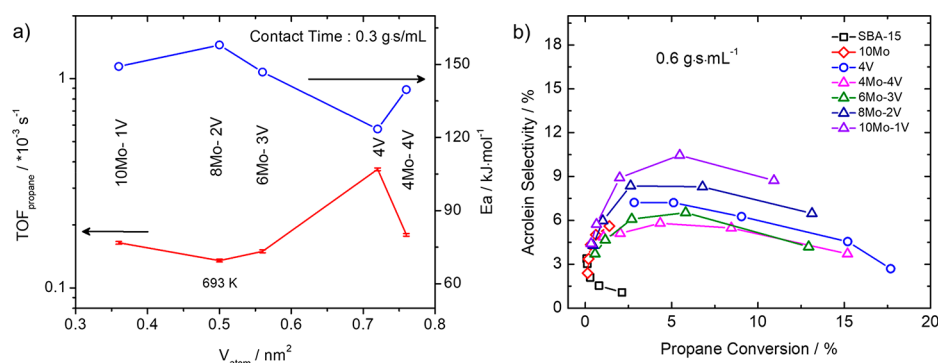 a)
Contact Time : 0.3 g s/mL
TOFpropane / *10-3 s-1
1
0.1
10Mo- 1V
8Mo- 2V
6Mo- 3V
4V
4Mo- 4V
693 K
150
120
90
60
Ea / kJ·mol-1
0.3 0.4 0.5 0.6 0.7 0.8
Vatom / nm2
b)
0.6 g·s·mL-1
SBA-15
10Mo
4V
4Mo-4V
6Mo-3V
8Mo-2V
10Mo-1V
Acrolein Selectivity / %
15
12
9
6
3
0
0 5 10 15 20
Propane Conversion / %